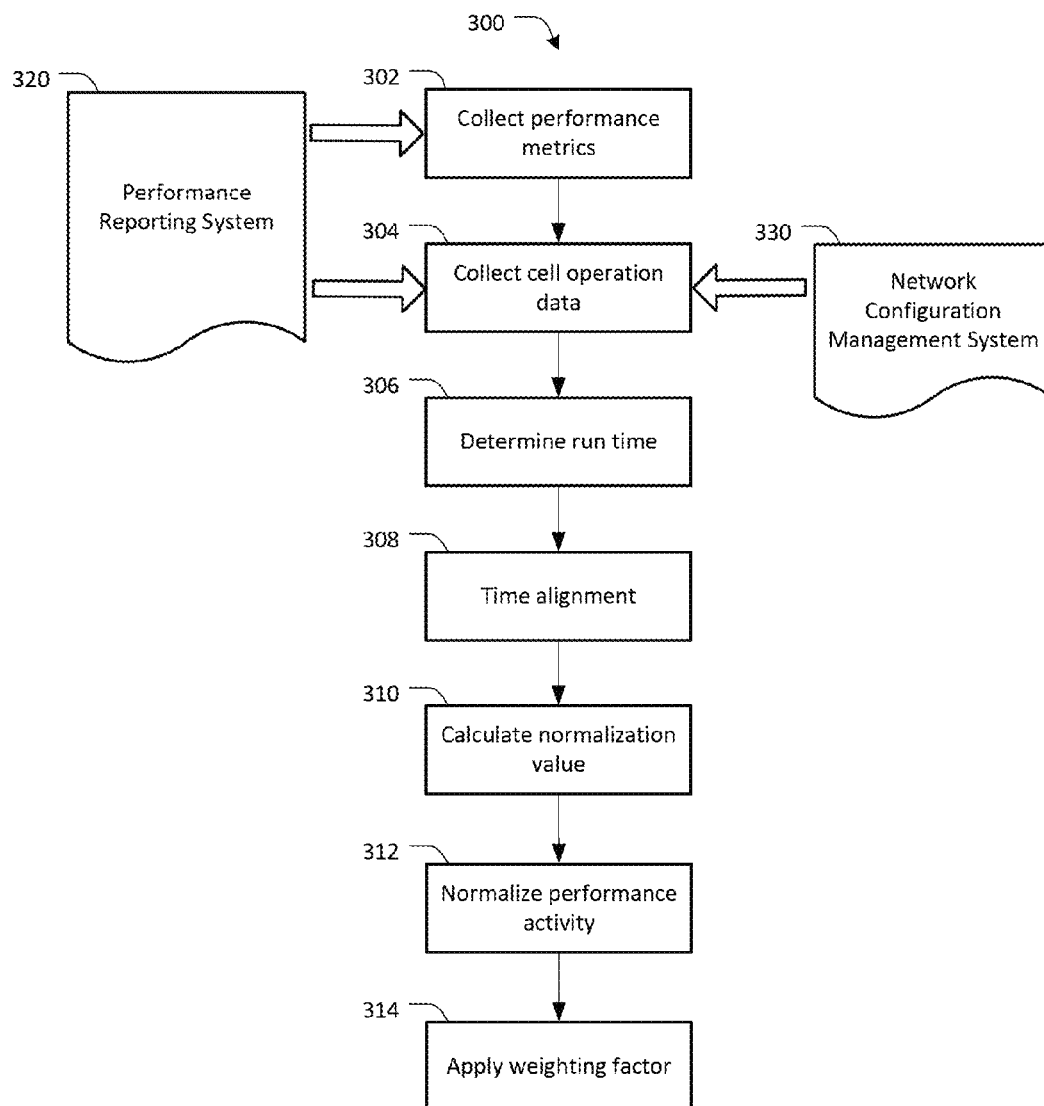 300
320
302
Collect performance
metrics
Performance
Reporting System
304
Collect cell operation
data
330
Network
Configuration
Management System
306
Determine run time
308
Time alignment
310
Calculate normalization
value
312
Normalize performance
activity
314
Apply weighting factor